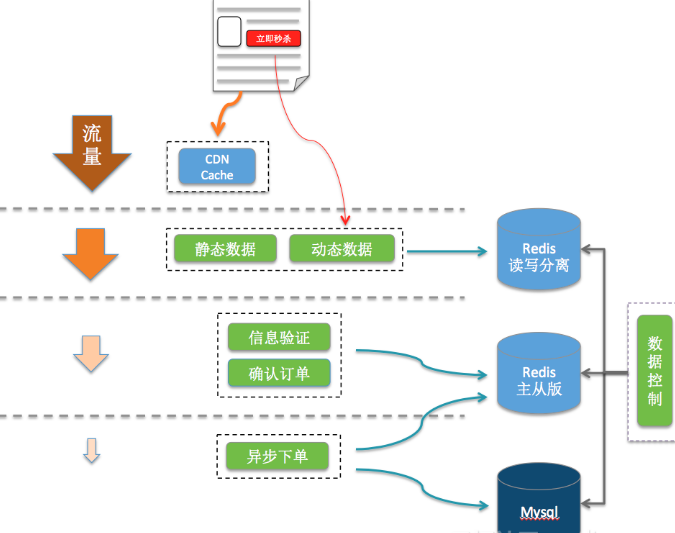 立即秒杀
流
量
CDN
Cache
静态数据
动态数据
Redis
读写分离
信息验证
确认订单
Redis
主从版
数
据
控
制
异步下单
Mysql